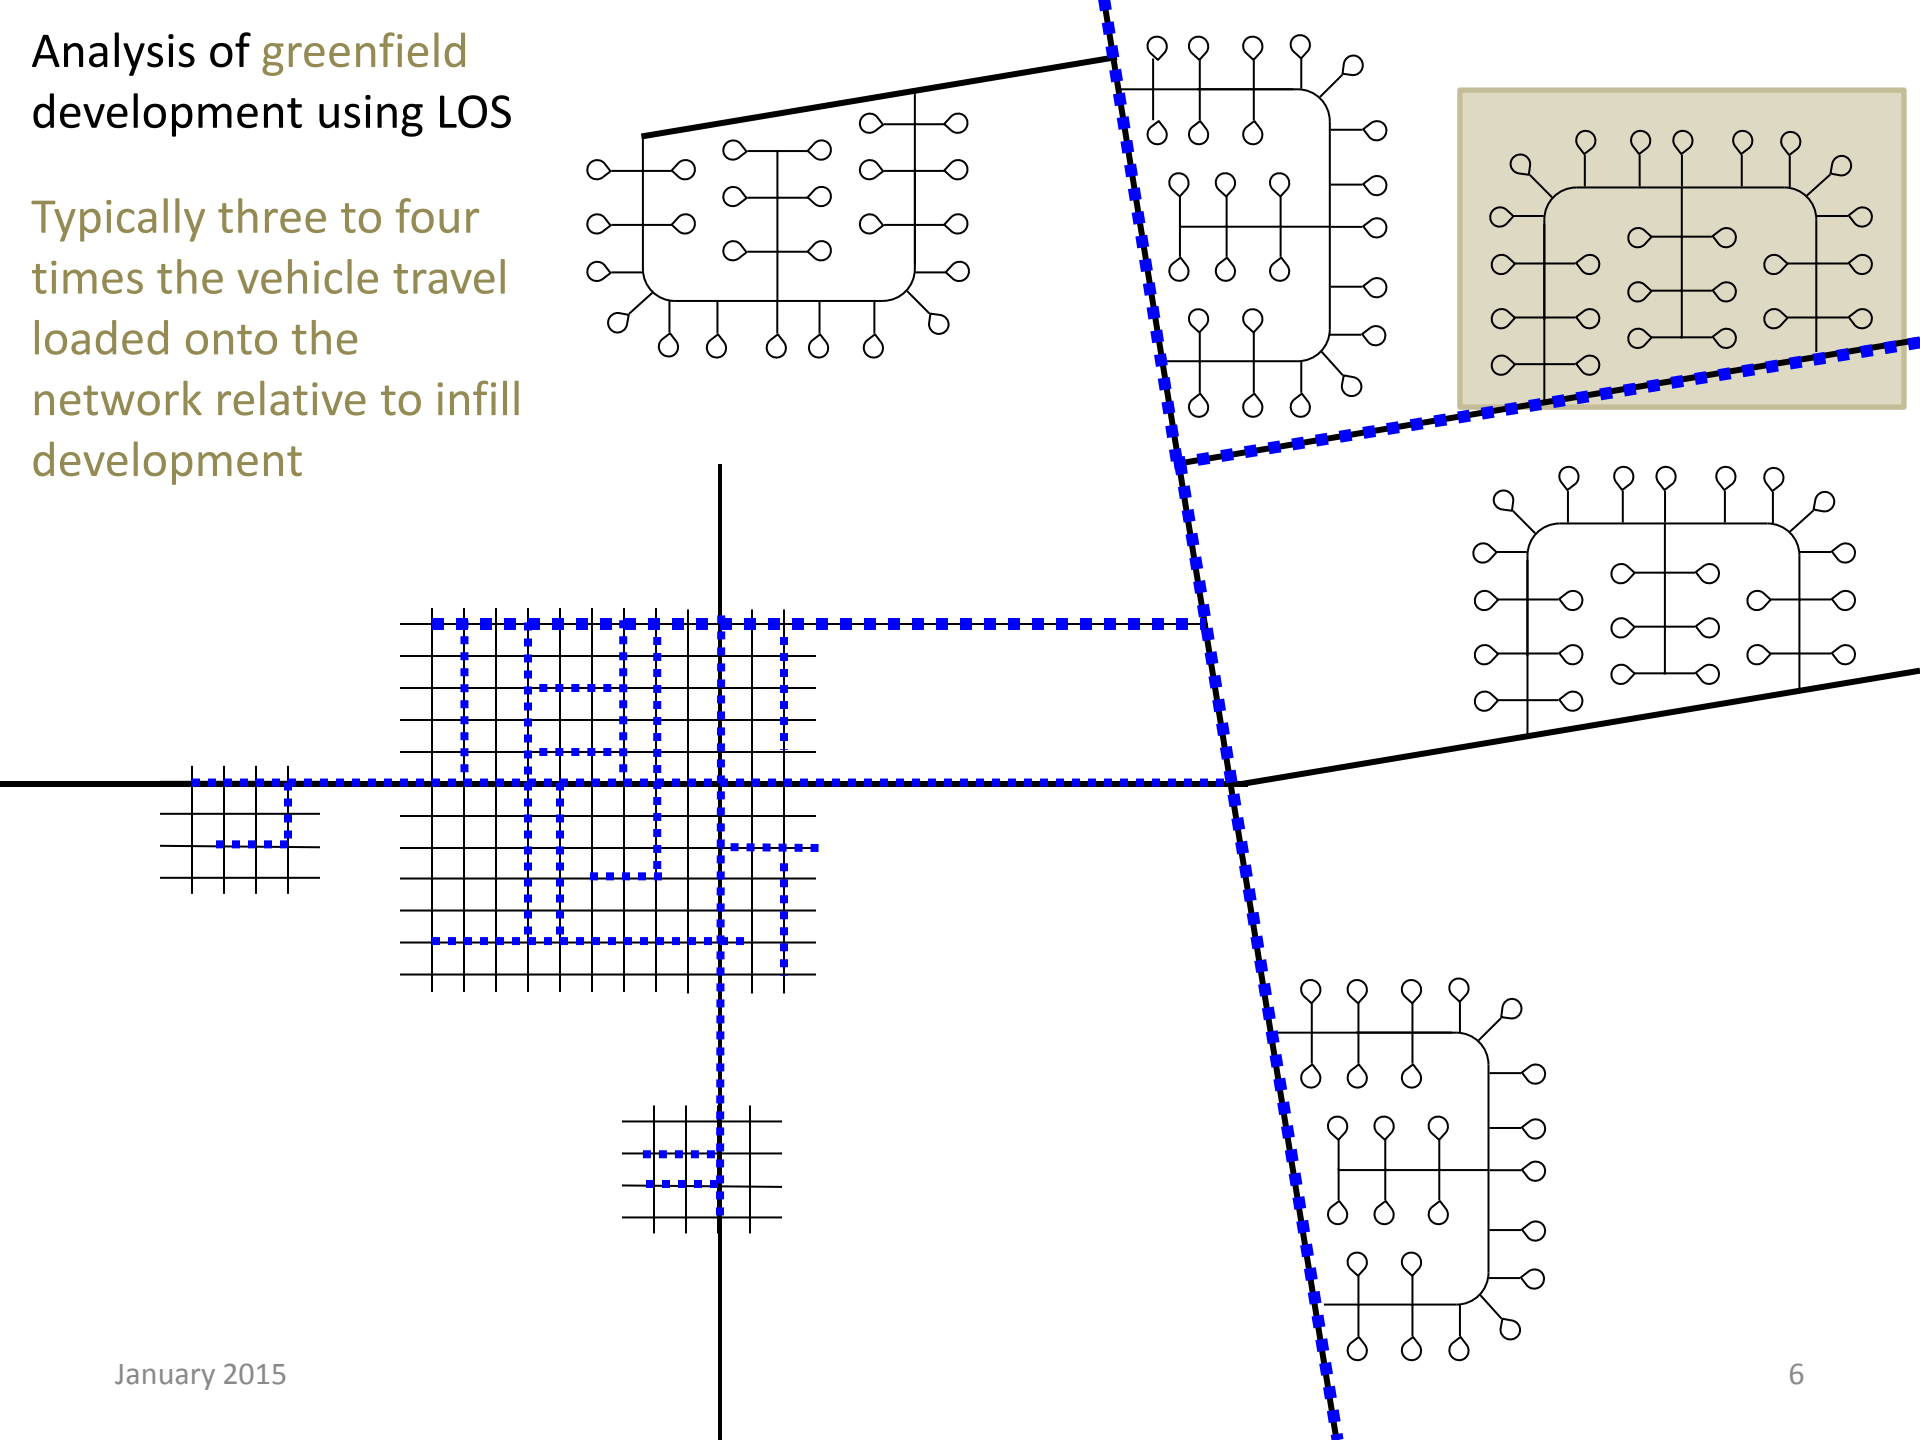 Analysis of greenfield
development using LOS
Typically three to four
times the vehicle travel
loaded onto the
network relative to infill
development
January 2015
6